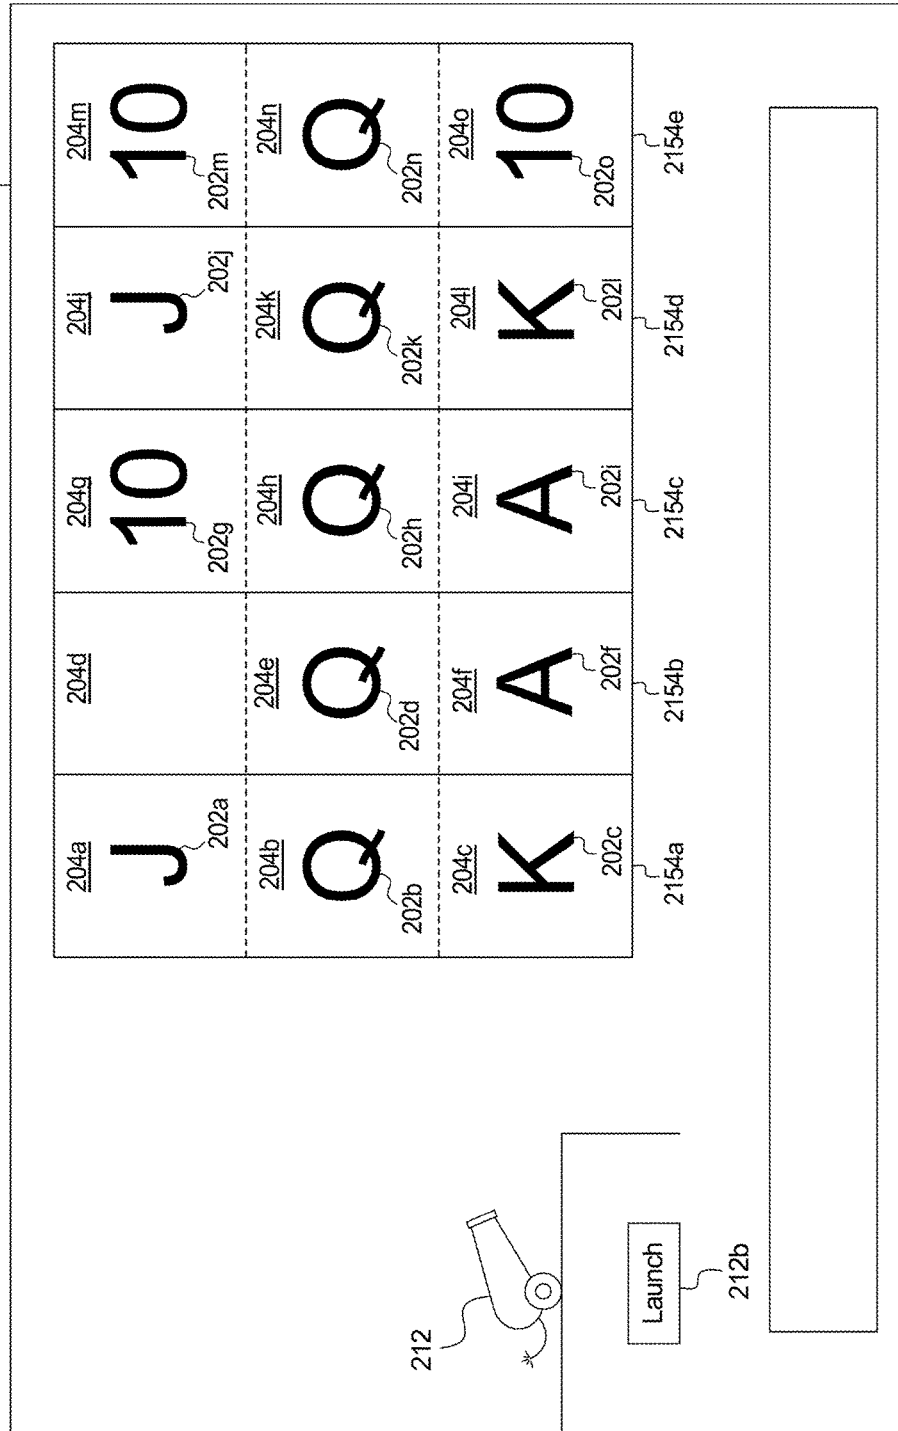 204a 204d 204g 204j 204m
J 10 J 10
202a 202g 202j 202m
204b 204e 204h 204k 204n
Q Q Q Q Q
202b 202d 202h 202k 202n
212
204c 204f 204i 204l 204o
K A A K 10
202c 202f 202i 202l 202o
Launch
2154a 2154b 2154c 2154d 2154e
212b